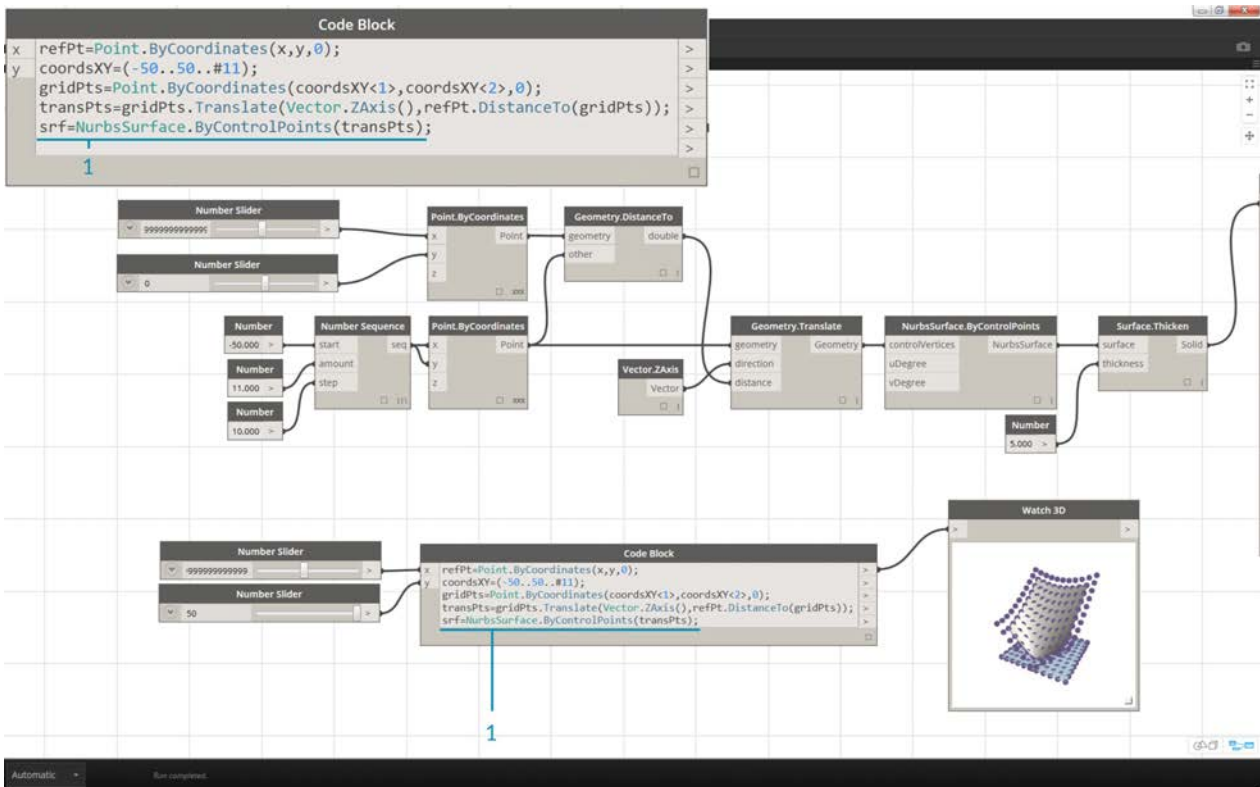 Code Block
x refPt=Point.ByCoordinates(x,y,0); >
y coordsXY=(-50..50..#11); >
gridPts=Point.ByCoordinates(coordsXY<1>,coordsXY<2>,0); >
transPts=gridPts.Translate(Vector.ZAxis(),refPt.DistanceTo(gridPts)); >
srf=NurbsSurface.ByControlPoints(transPts); >
>
1
Number Slider
9999999999999 >
Number Slider
0 >
Point.ByCoordinates
x Point
y
z
xxx
Geometry.DistanceTo
geometry double
other
Number
-50.000 >
Number
11.000 >
Number
10.000 >
Number Sequence
start seq
amount
step
Point.ByCoordinates
x Point
y
z
xxx
Vector.ZAxis
Vector
Geometry.Translate
geometry Geometry
direction
distance
NurbsSurface.ByControlPoints
controlVertices NurbsSurface
uDegree
vDegree
Surface.Thicken
surface Solid
thickness
Number
5.000 >
Number Slider
-999999999999 >
Number Slider
50 >
Code Block
x refPt=Point.ByCoordinates(x,y,0); >
y coordsXY=(-50..50..#11); >
gridPts=Point.ByCoordinates(coordsXY<1>,coordsXY<2>,0); >
transPts=gridPts.Translate(Vector.ZAxis(),refPt.DistanceTo(gridPts)); >
srf=NurbsSurface.ByControlPoints(transPts); >
1
Watch 3D
> >
Automatic
Run completed.